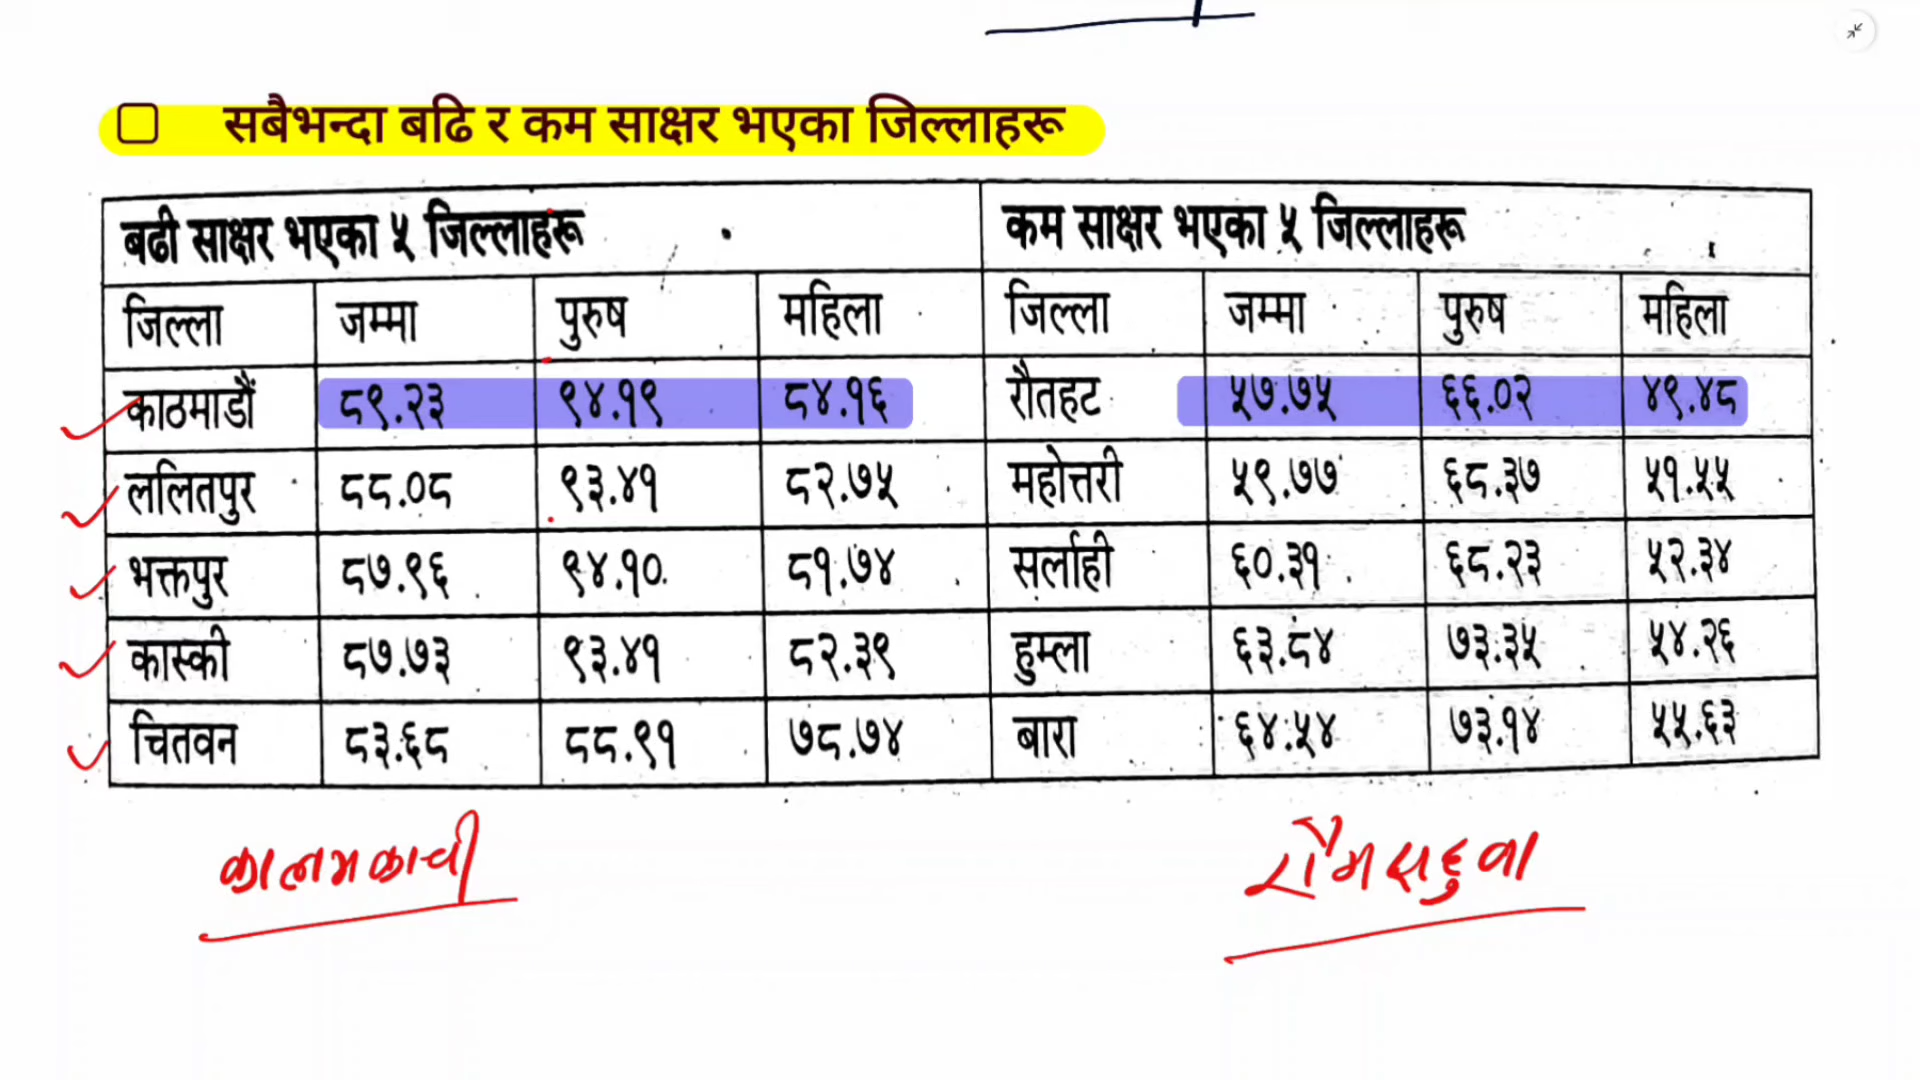 सबैभन्दा बढि र कम साक्षर भएका जिल्लाहरू
बढी साक्षर भएका ५ जिल्लाहरू कम साक्षर भएका ५ जिल्लाहरू
जिल्ला जम्मा पुरुष महिला जिल्ला जम्मा पुरुष महिला
काठमाडौं ८९.२३ ९४.१९ ८४.१६ रौतहट ५७.७५ ६६.०२ ४९.४८
ललितपुर ८८.०८ ९३.४१ ८२.७५ महोत्तरी ५९.७७ ६८.३७ ५१.५५
भक्तपुर ८७.९६ ९४.१० ८१.७४ सर्लाही ६०.३१ ६८.२३ ५२.३४
कास्की ८७.७३ ९३.४१ ८२.३९ हुम्ला ६३.८४ ७३.३५ ५४.२६
चितवन ८३.६८ ८८.९१ ७८.७४ बारा ६४.५४ ७३.१४ ५५.६३
कालभकाची रौमसहुवा